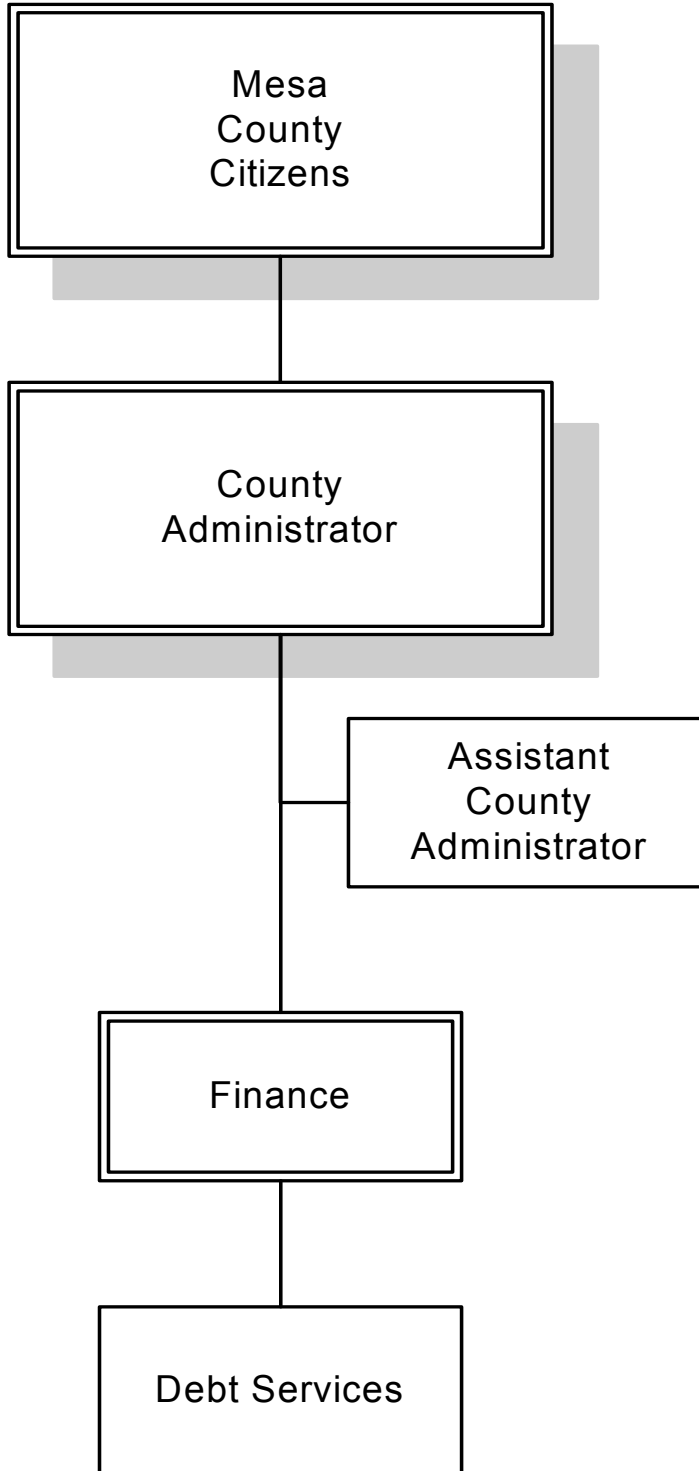 Mesa
County
Citizens
County
Administrator
Assistant
County
Administrator
Finance
Debt Services